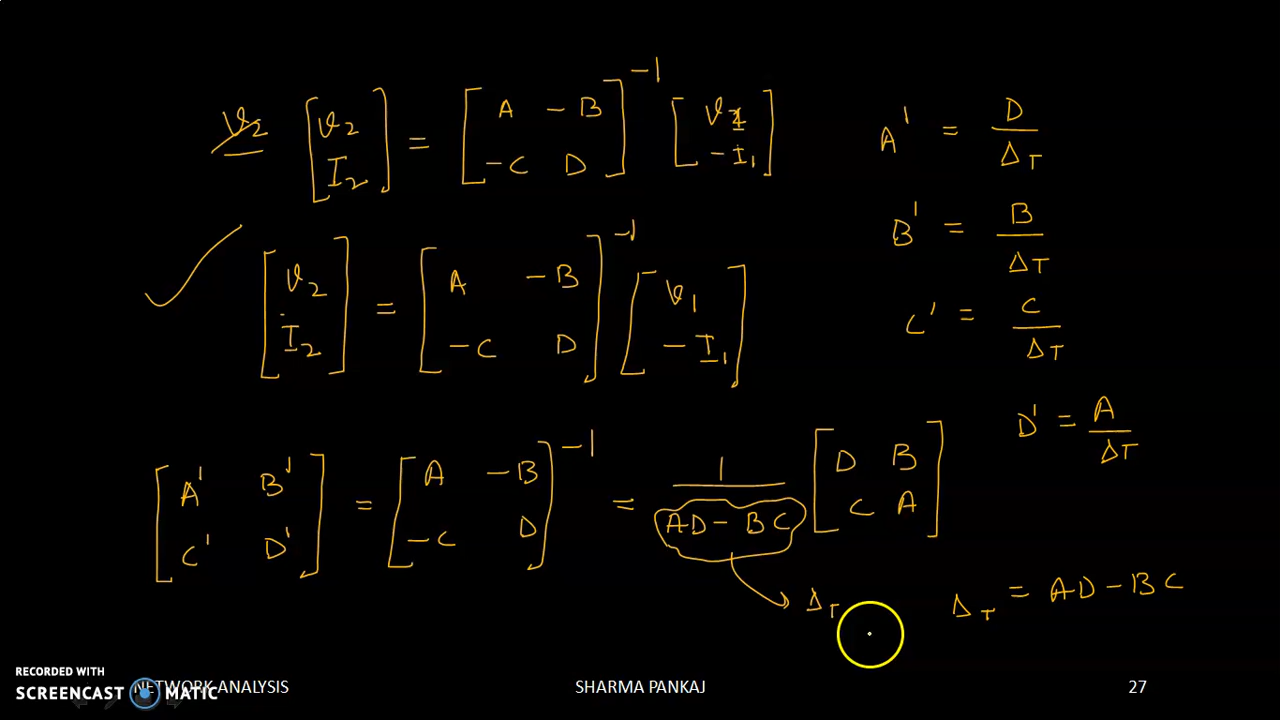 V₂ [V₂ I₂] = [A -B -C D]⁻¹ [V₁ -I₁]
A' = D/ΔT
B' = B/ΔT
[V₂ I₂] = [A -B -C D]⁻¹ [V₁ -I₁]
C' = C/ΔT
D' = A/ΔT
[A' B' C' D'] = [A -B -C D]⁻¹ = 1/(AD-BC) [D B C A]
ΔT
ΔT = AD-BC
RECORDED WITH
SCREENCAST MATIC
NETWORK ANALYSIS
SHARMA PANKAJ
27